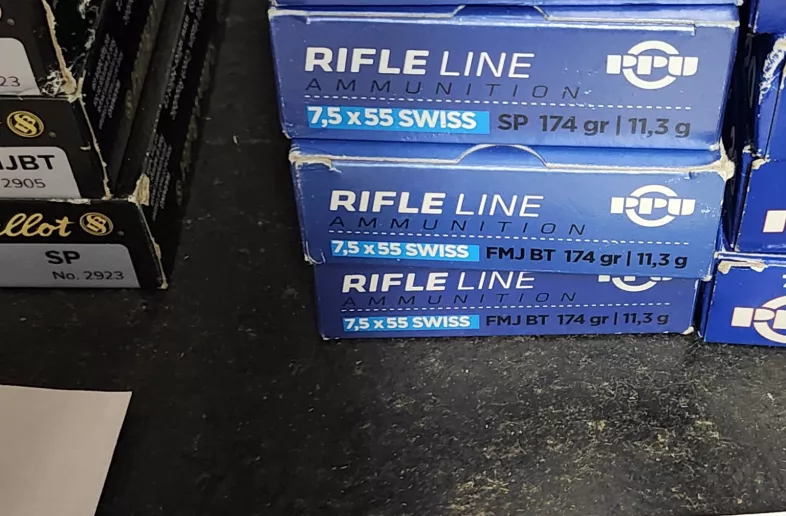 23
JBT
2905
llot
SP
No. 2923
RIFLE LINE
AMMUNITION
PPU
7,5 x 55 SWISS SP 174 gr | 11,3 g
RIFLE LINE
AMMUNITION
PPU
7,5 x 55 SWISS FMJ BT 174 gr | 11,3 g
RIFLE LINE
AMMUNITION
7,5 x 55 SWISS FMJ BT 174 gr | 11,3 g